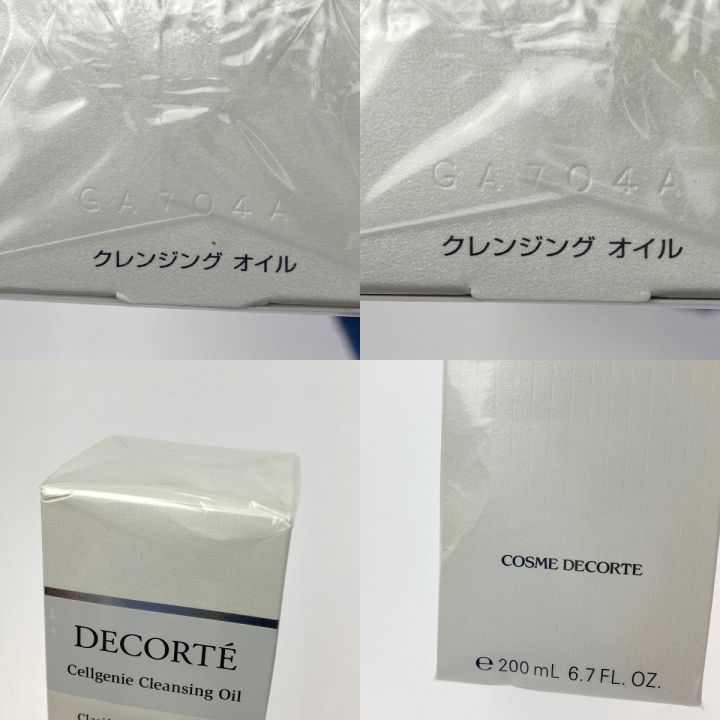 GA704A
クレンジング オイル
GA704A
クレンジング オイル
DECORTÉ
Cellgenie Cleansing Oil
COSME DECORTE
℮ 200 mL 6.7 FL. OZ.